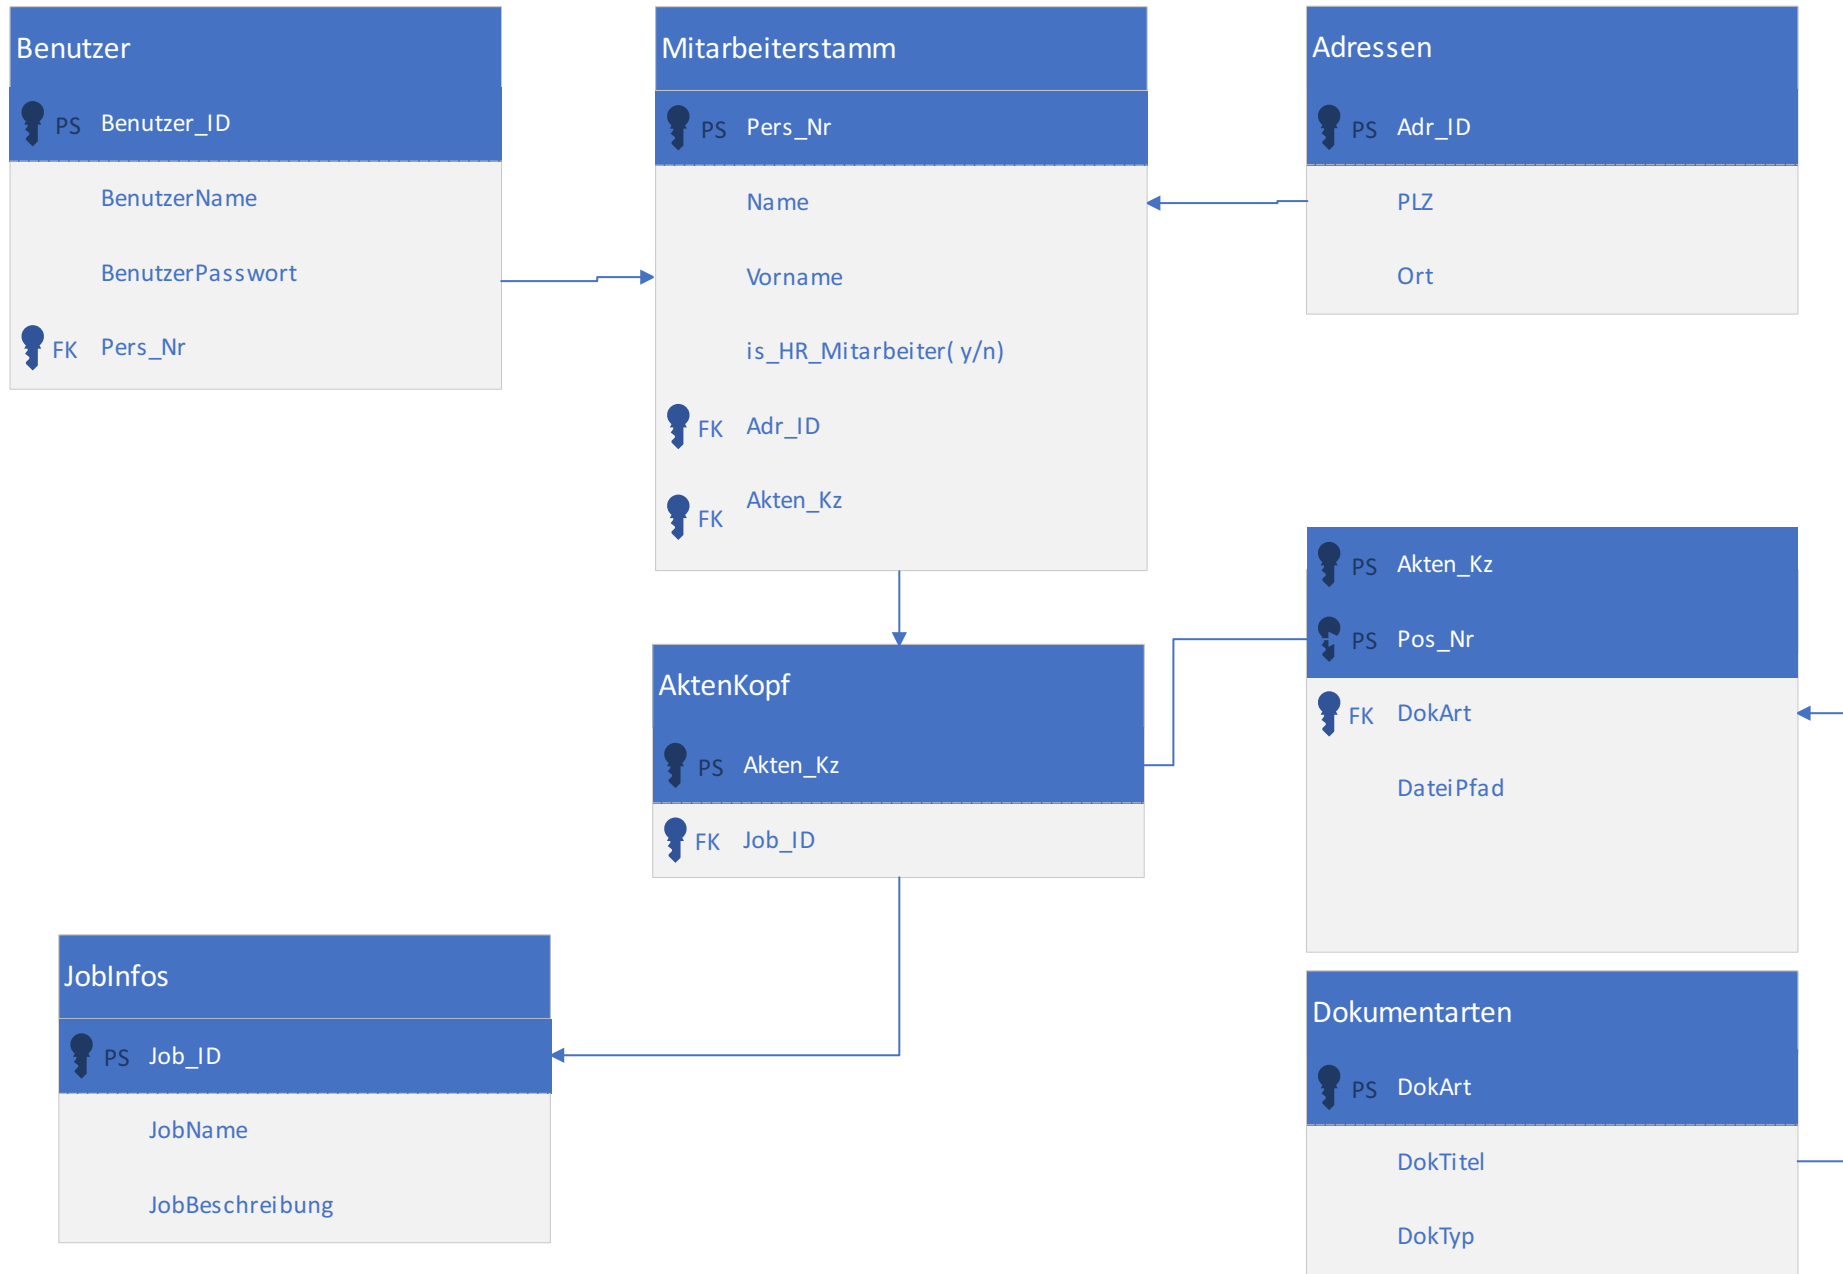 Benutzer
PS Benutzer_ID
BenutzerName
BenutzerPasswort
FK Pers_Nr
Mitarbeiterstamm
PS Pers_Nr
Name
Vorname
is_HR_Mitarbeiter( y/n)
FK Adr_ID
FK Akten_Kz
Adressen
PS Adr_ID
PLZ
Ort
AktenKopf
PS Akten_Kz
FK Job_ID
PS Akten_Kz
PS Pos_Nr
FK DokArt
DateiPfad
JobInfos
PS Job_ID
JobName
JobBeschreibung
Dokumentarten
PS DokArt
DokTitel
DokTyp